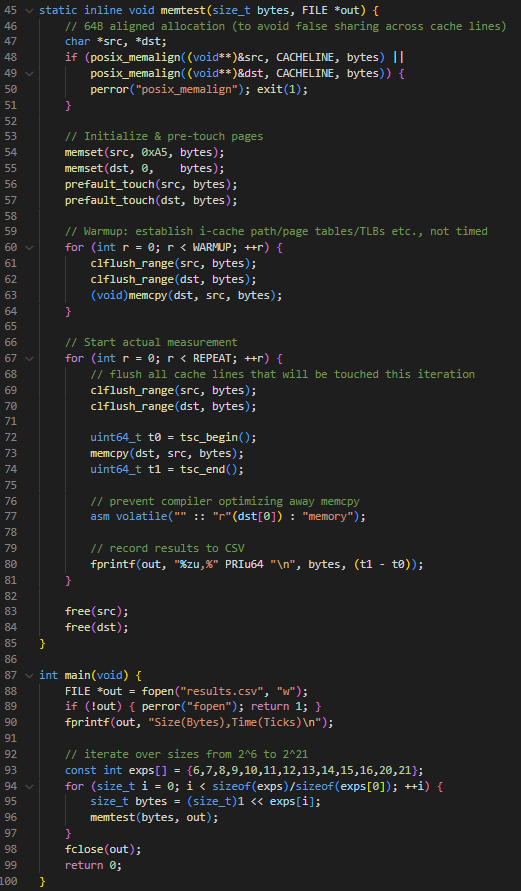 45 static inline void memtest(size_t bytes, FILE *out) {
46 // 64B aligned allocation (to avoid false sharing across cache lines)
47 char *src, *dst;
48 if (posix_memalign((void**)&src, CACHELINE, bytes) ||
49 posix_memalign((void**)&dst, CACHELINE, bytes)) {
50 perror("posix_memalign"); exit(1);
51 }
52
53 // Initialize & pre-touch pages
54 memset(src, 0xA5, bytes);
55 memset(dst, 0,    bytes);
56 prefault_touch(src, bytes);
57 prefault_touch(dst, bytes);
58
59 // Warmup: establish i-cache path/page tables/TLBs etc., not timed
60 for (int r = 0; r < WARMUP; ++r) {
61 clflush_range(src, bytes);
62 clflush_range(dst, bytes);
63 (void)memcpy(dst, src, bytes);
64 }
65
66 // Start actual measurement
67 for (int r = 0; r < REPEAT; ++r) {
68 // flush all cache lines that will be touched this iteration
69 clflush_range(src, bytes);
70 clflush_range(dst, bytes);
71
72 uint64_t t0 = tsc_begin();
73 memcpy(dst, src, bytes);
74 uint64_t t1 = tsc_end();
75
76 // prevent compiler optimizing away memcpy
77 asm volatile("" :: "r"(dst[0]) : "memory");
78
79 // record results to CSV
80 fprintf(out, "%zu,%" PRIu64 "\n", bytes, (t1 - t0));
81 }
82
83 free(src);
84 free(dst);
85 }
86
87 int main(void) {
88 FILE *out = fopen("results.csv", "w");
89 if (!out) { perror("fopen"); return 1; }
90 fprintf(out, "Size(Bytes),Time(Ticks)\n");
91
92 // iterate over sizes from 2^6 to 2^21
93 const int exps[] = {6,7,8,9,10,11,12,13,14,15,16,20,21};
94 for (size_t i = 0; i < sizeof(exps)/sizeof(exps[0]); ++i) {
95 size_t bytes = (size_t)1 << exps[i];
96 memtest(bytes, out);
97 }
98 fclose(out);
99 return 0;
100 }